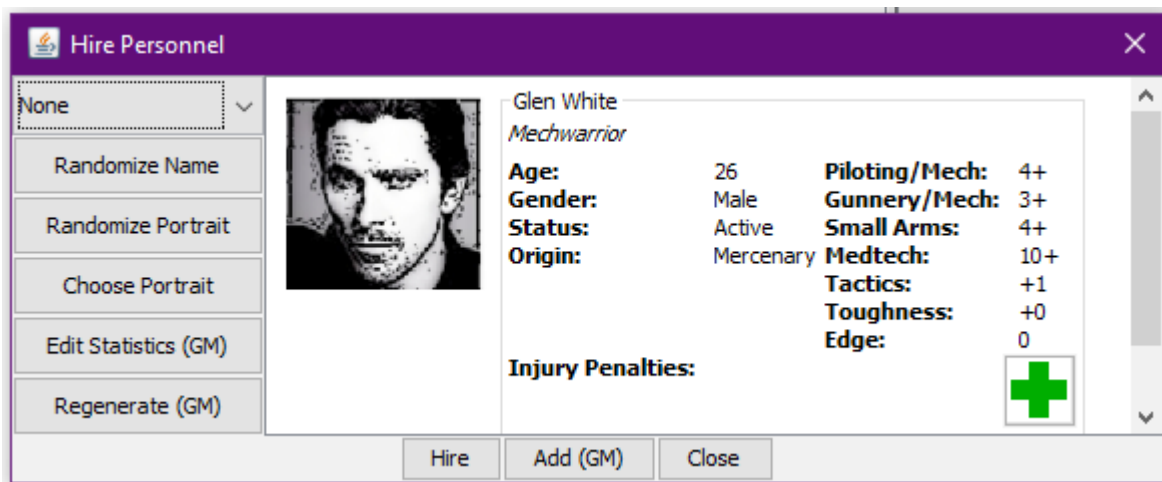 Hire Personnel
None
Randomize Name
Randomize Portrait
Choose Portrait
Edit Statistics (GM)
Regenerate (GM)
Glen White
Mechwarrior
Age: 26 Piloting/Mech: 4+
Gender: Male Gunnery/Mech: 3+
Status: Active Small Arms: 4+
Origin: Mercenary Medtech: 10+
Tactics: +1
Toughness: +0
Edge: 0
Injury Penalties:
Hire Add (GM) Close